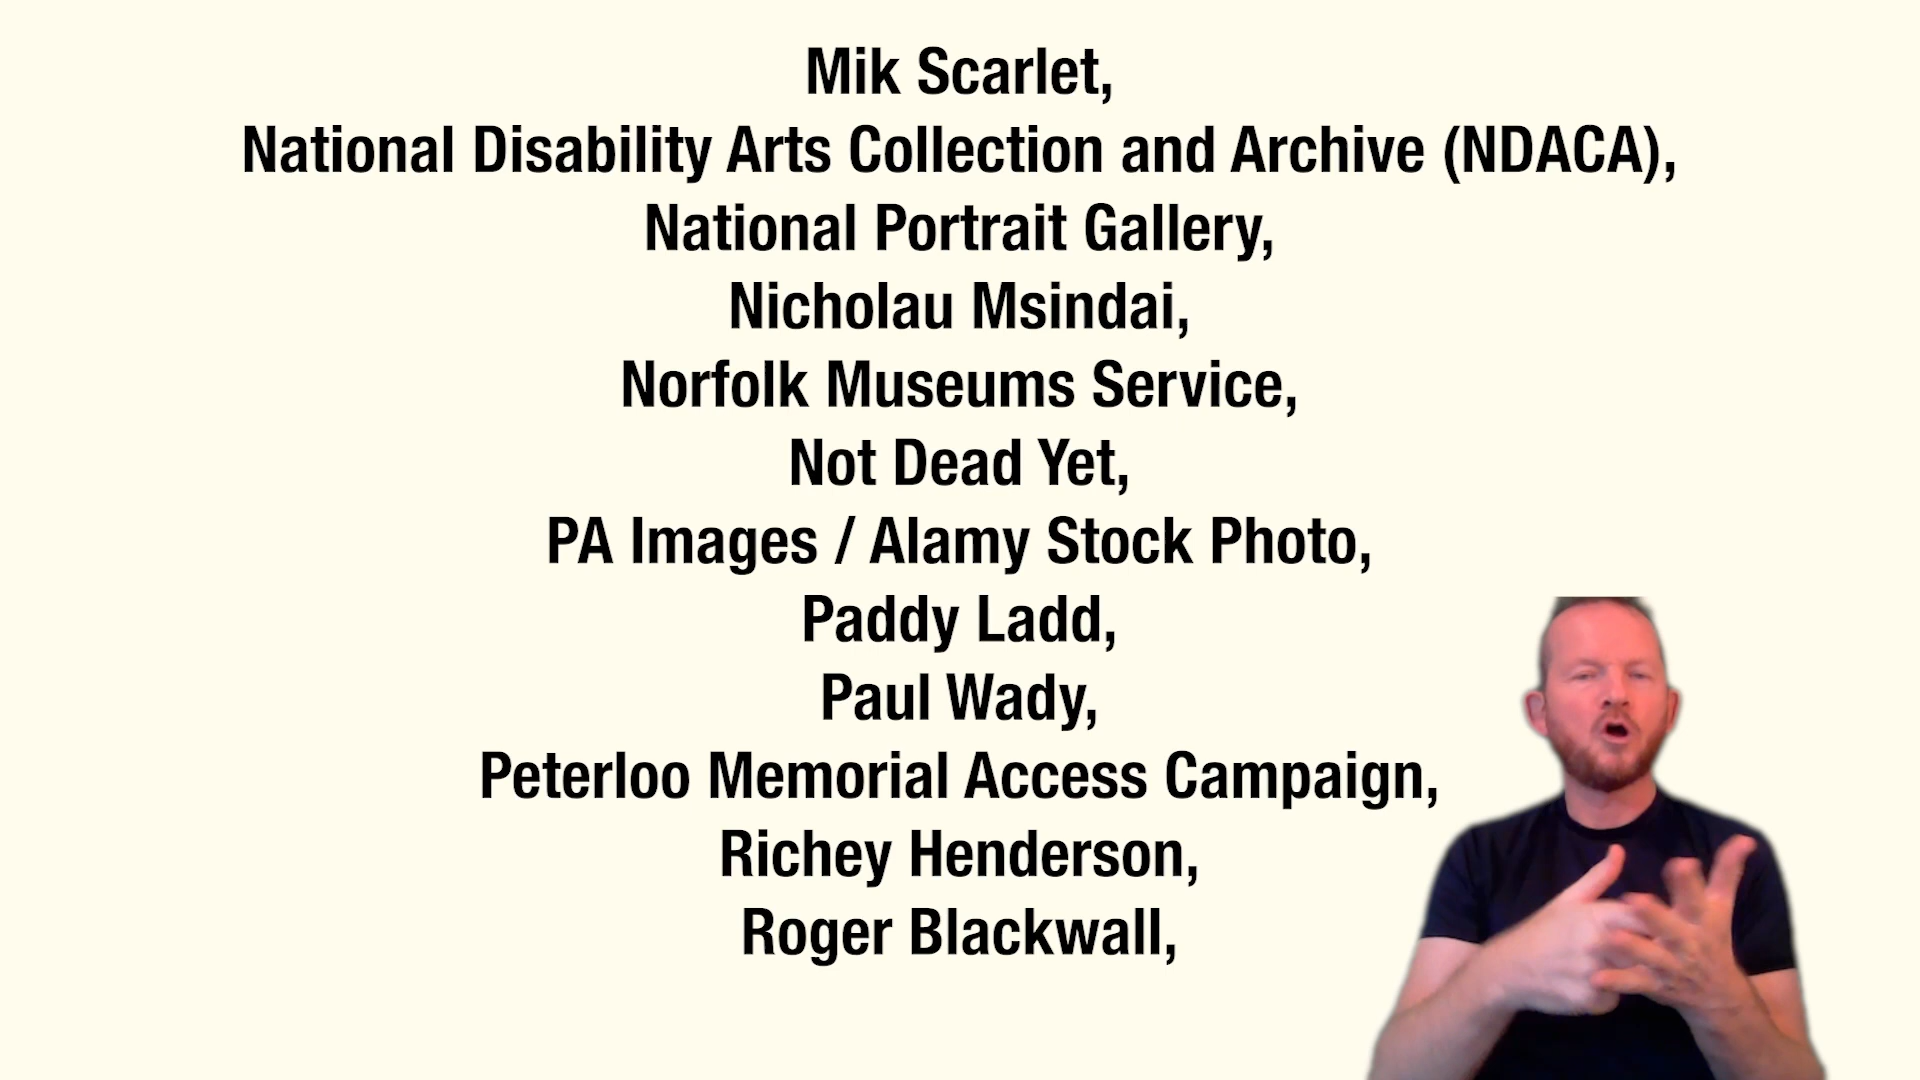 Mik Scarlet,
National Disability Arts Collection and Archive (NDACA),
National Portrait Gallery,
Nicholau Msindai,
Norfolk Museums Service,
Not Dead Yet,
PA Images / Alamy Stock Photo,
Paddy Ladd,
Paul Wady,
Peterloo Memorial Access Campaign,
Richey Henderson,
Roger Blackwall,